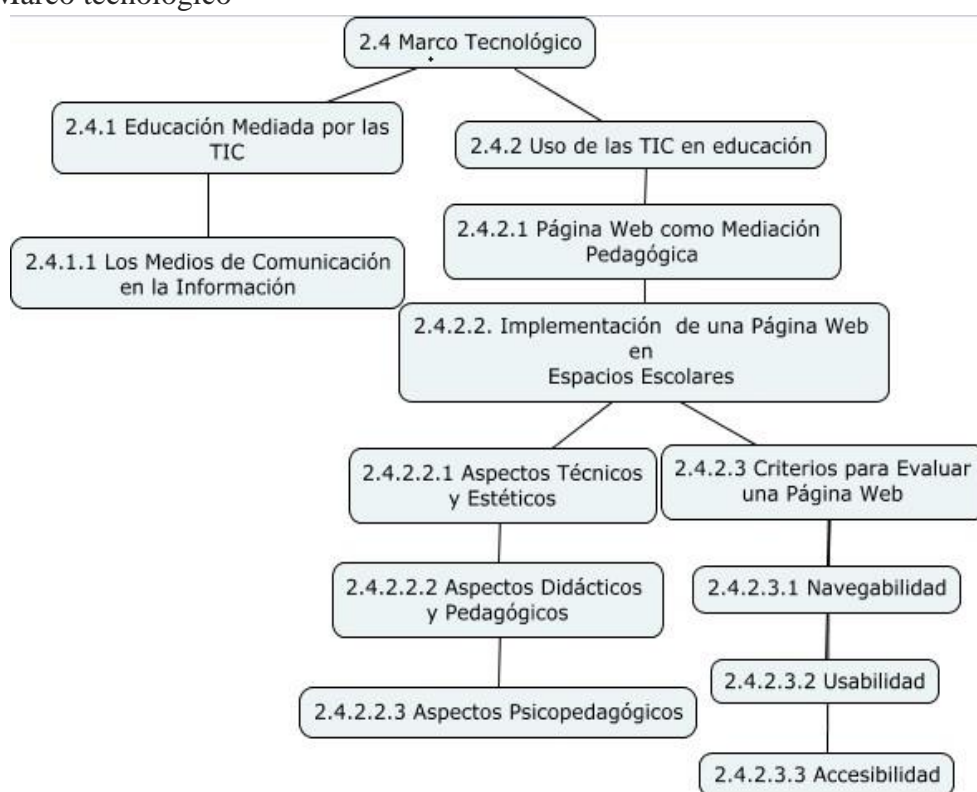 Marco tecnológico
2.4 Marco Tecnológico
2.4.1 Educación Mediada por las
TIC
2.4.2 Uso de las TIC en educación
2.4.1.1 Los Medios de Comunicación
en la Información
2.4.2.1 Página Web como Mediación
Pedagógica
2.4.2.2. Implementación de una Página Web
en
Espacios Escolares
2.4.2.2.1 Aspectos Técnicos
y Estéticos
2.4.2.3 Criterios para Evaluar
una Página Web
2.4.2.2.2 Aspectos Didácticos
y Pedagógicos
2.4.2.3.1 Navegabilidad
2.4.2.2.3 Aspectos Psicopedagógicos
2.4.2.3.2 Usabilidad
2.4.2.3.3 Accesibilidad